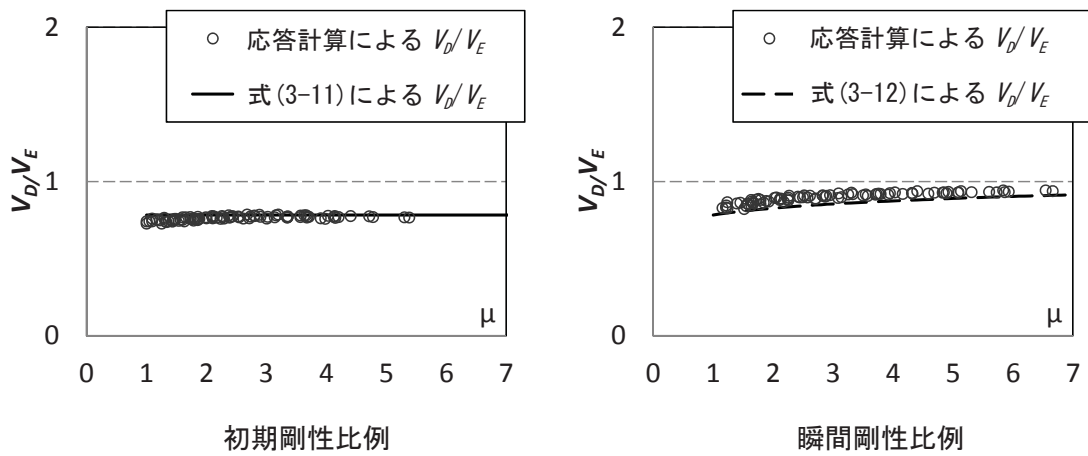 2
○ 応答計算による V_D/V_E
式(3-11)による V_D/V_E
V_D/V_E
1
0
μ
0 1 2 3 4 5 6 7
初期剛性比例
2
○ 応答計算による V_D/V_E
式(3-12)による V_D/V_E
V_D/V_E
1
0
μ
0 1 2 3 4 5 6 7
瞬間剛性比例